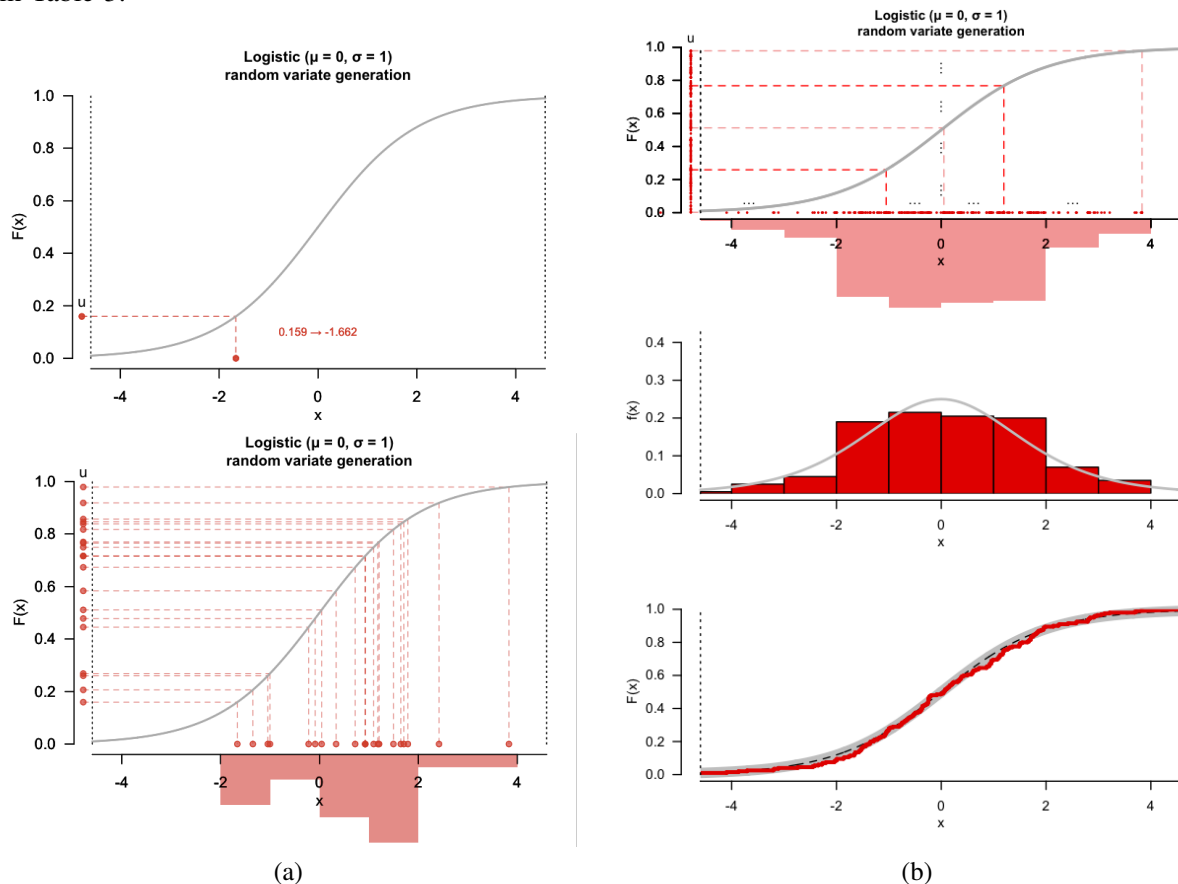 Logistic (μ = 0, σ = 1)
random variate generation
1.0
0.8
0.6
0.4
0.2
0.0
F(x)
u
0.159 → -1.662
-4
-2
0
2
4
x
Logistic (μ = 0, σ = 1)
random variate generation
u
1.0
0.8
0.6
0.4
0.2
0.0
F(x)
-4
-2
0
2
4
x
(a)
Logistic (μ = 0, σ = 1)
random variate generation
u
1.0
0.8
0.6
0.4
0.2
0.0
F(x)
...
...
...
...
...
...
...
-4
-2
0
2
4
x
0.4
0.3
0.2
0.1
0.0
f(x)
-4
-2
0
2
4
x
1.0
0.8
0.6
0.4
0.2
0.0
F(x)
-4
-2
0
2
4
x
(b)